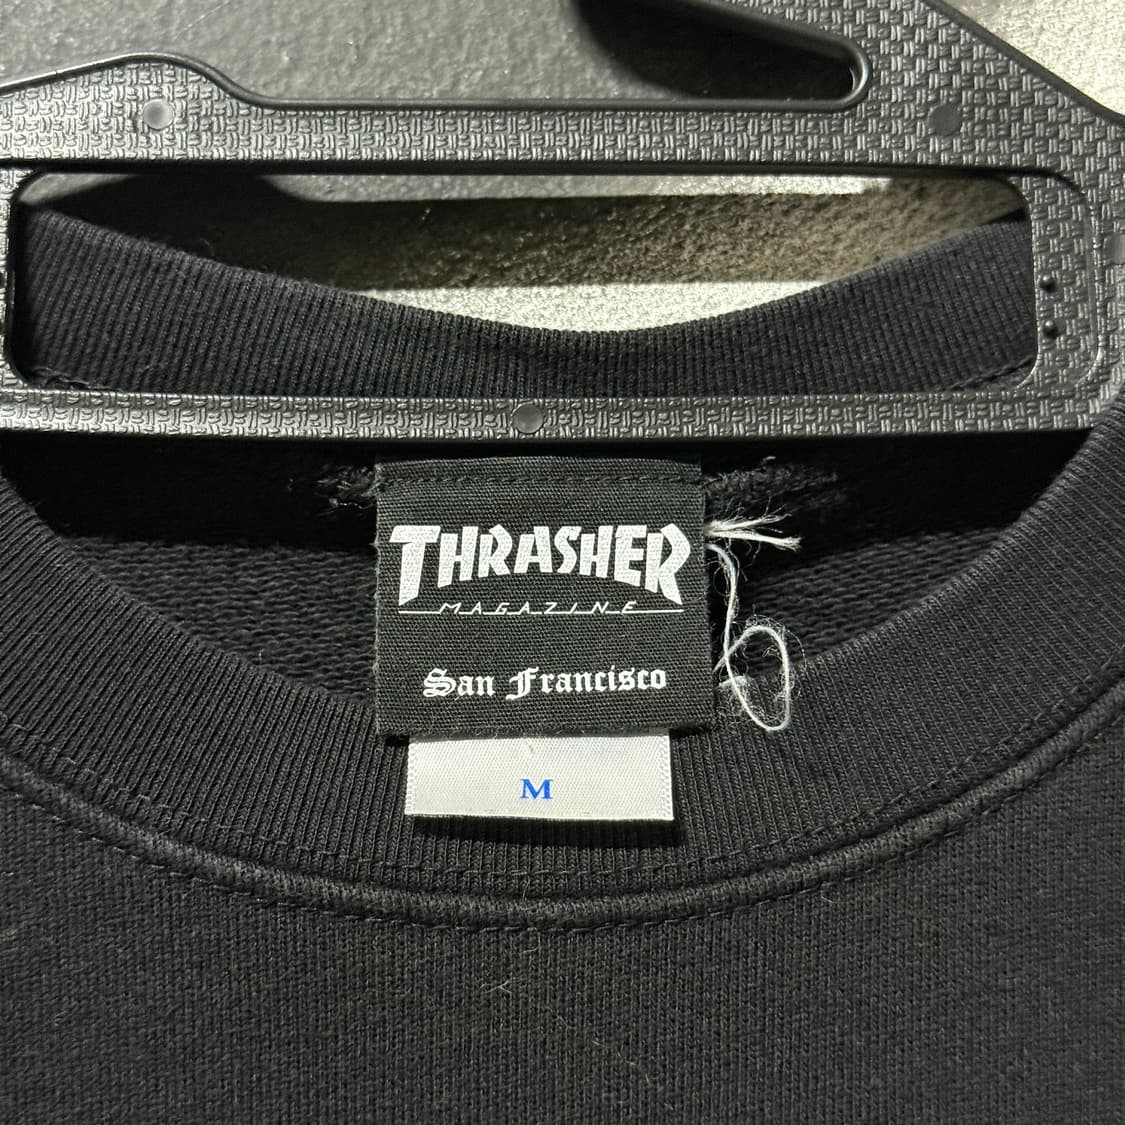 THRASHER
MAGAZINE
San Francisco
M